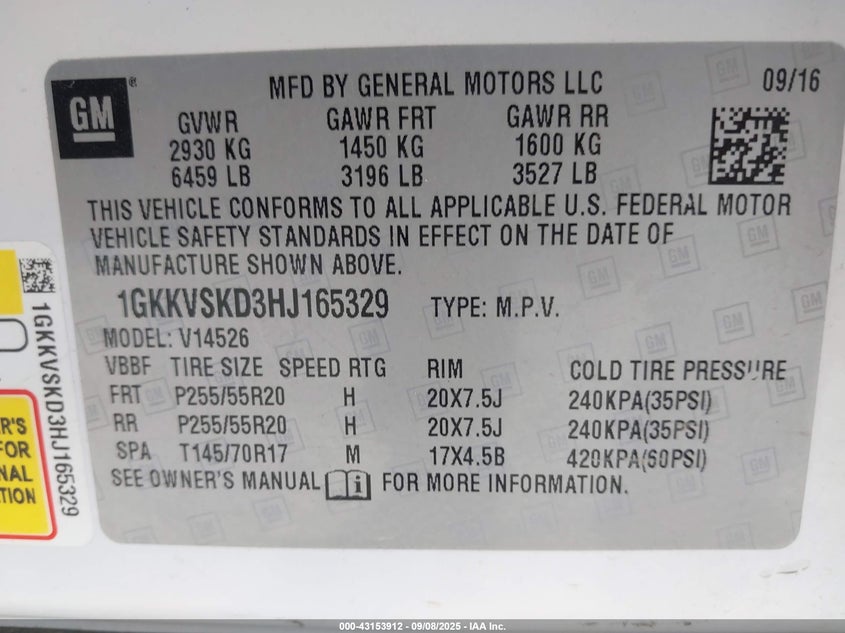 GM
MFD BY GENERAL MOTORS LLC 09/16
GVWR GAWR FRT GAWR RR
2930 KG 1450 KG 1600 KG
6459 LB 3196 LB 3527 LB
THIS VEHICLE CONFORMS TO ALL APPLICABLE U.S. FEDERAL MOTOR
VEHICLE SAFETY STANDARDS IN EFFECT ON THE DATE OF
MANUFACTURE SHOWN ABOVE.
1GKKVSKD3HJ165329 TYPE: M.P.V.
MODEL: V14526
VBBF TIRE SIZE SPEED RTG RIM COLD TIRE PRESSURE
FRT P255/55R20 H 20X7.5J 240KPA(35PSI)
RR P255/55R20 H 20X7.5J 240KPA(35PSI)
SPA T145/70R17 M 17X4.5B 420KPA(60PSI)
SEE OWNER'S MANUAL i FOR MORE INFORMATION.
1GKKVSKD3HJ165329
ER'S
FOR
NAL
TION
000-43153912 - 09/08/2025 - IAA Inc.